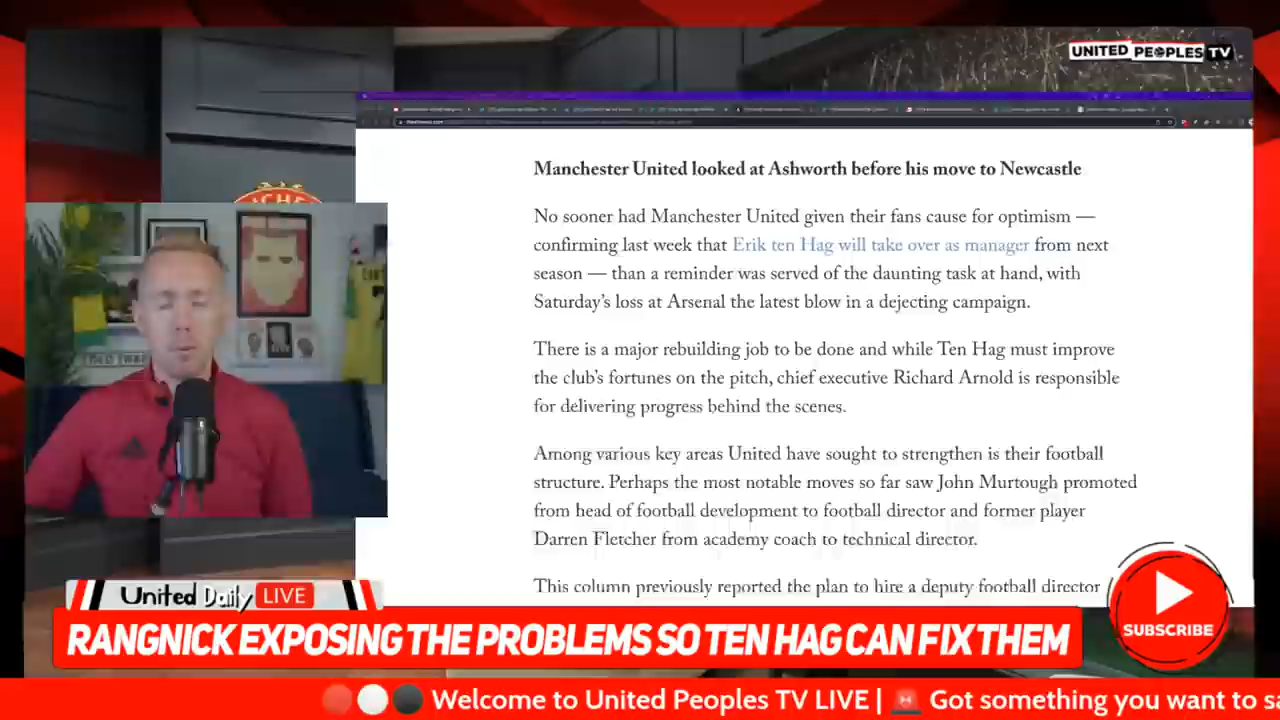 UNITED PEOPLES TV
Manchester United looked at Ashworth before his move to Newcastle
No sooner had Manchester United given their fans cause for optimism —
confirming last week that Erik ten Hag will take over as manager from next
season — than a reminder was served of the daunting task at hand, with
Saturday's loss at Arsenal the latest blow in a dejecting campaign.
There is a major rebuilding job to be done and while Ten Hag must improve
the club's fortunes on the pitch, chief executive Richard Arnold is responsible
for delivering progress behind the scenes.
Among various key areas United have sought to strengthen is their football
structure. Perhaps the most notable moves so far saw John Murtough promoted
from head of football development to football director and former player
Darren Fletcher from academy coach to technical director.
This column previously reported the plan to hire a deputy football director
United Daily LIVE
RANGNICK EXPOSING THE PROBLEMS SO TEN HAG CAN FIX THEM
SUBSCRIBE
Welcome to United Peoples TV LIVE | Got something you want to sa